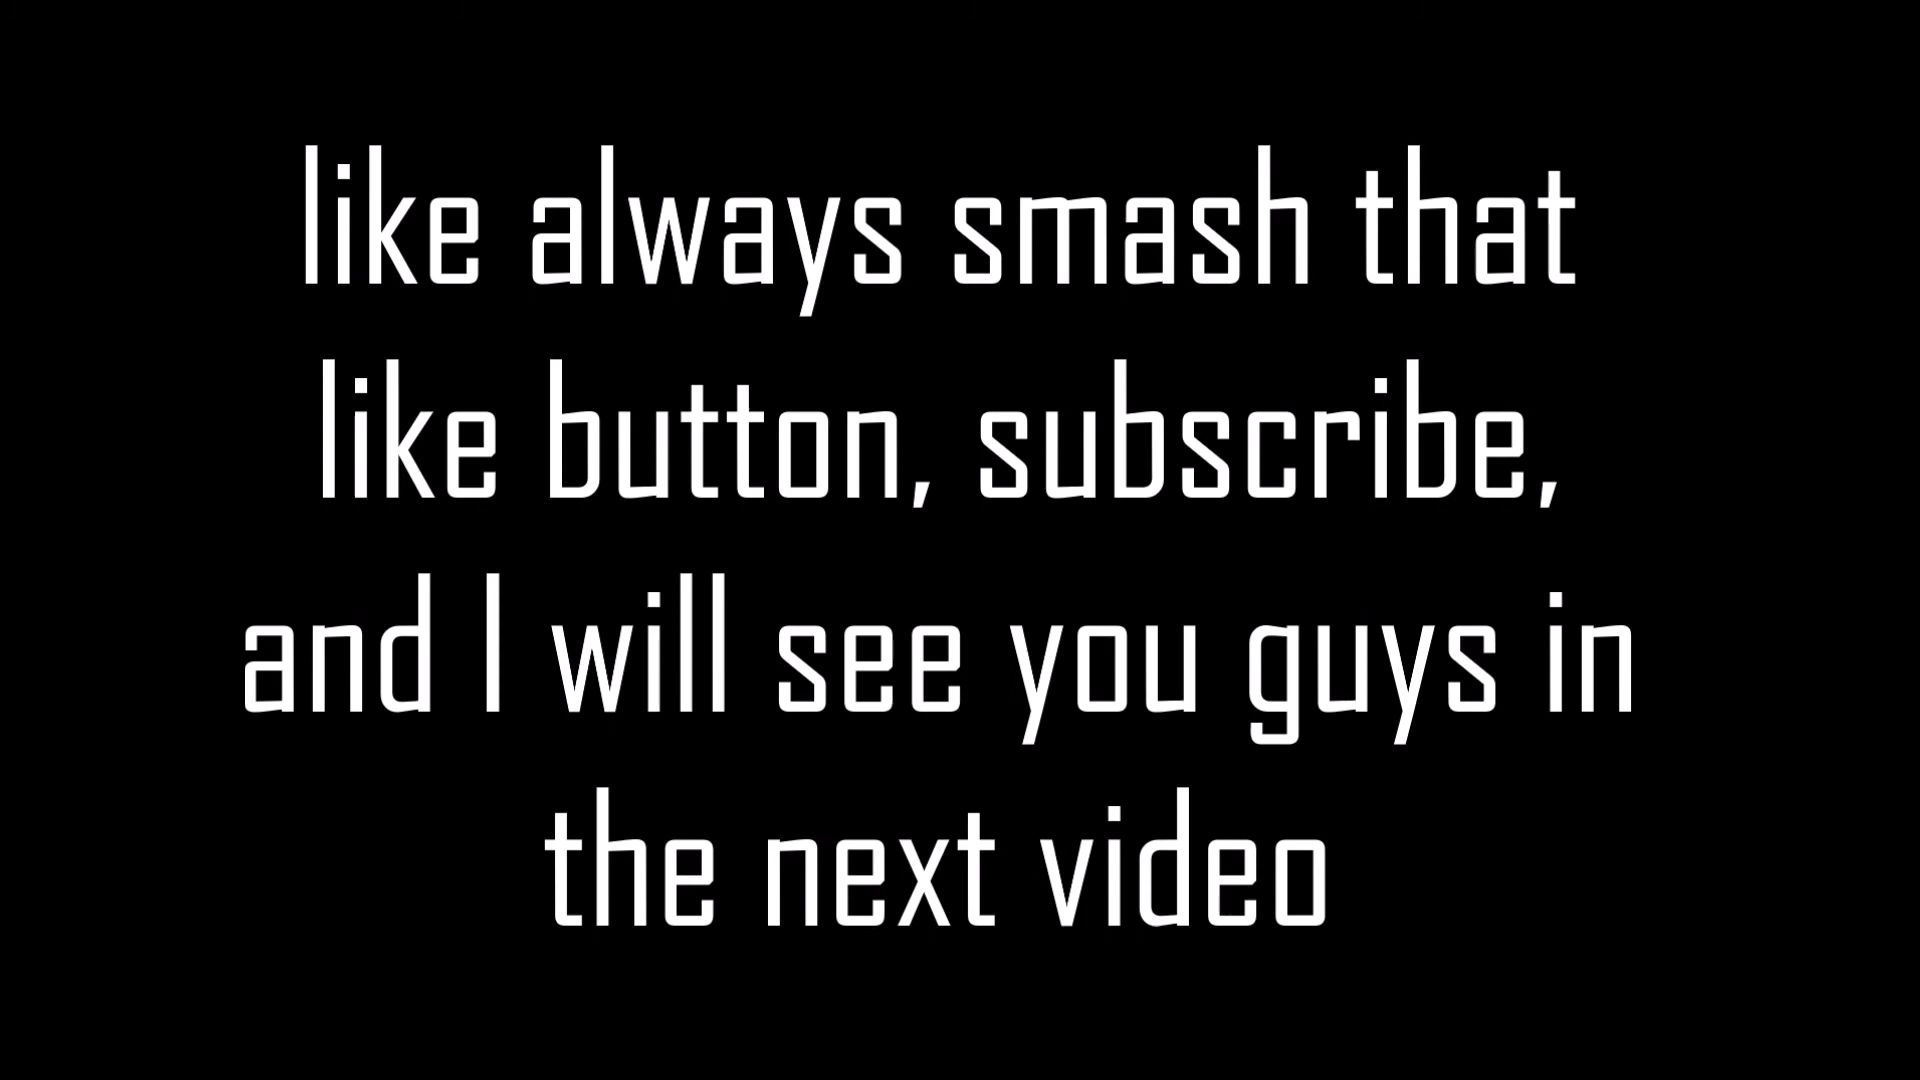 like always smash that
like button, subscribe,
and I will see you guys in
the next video